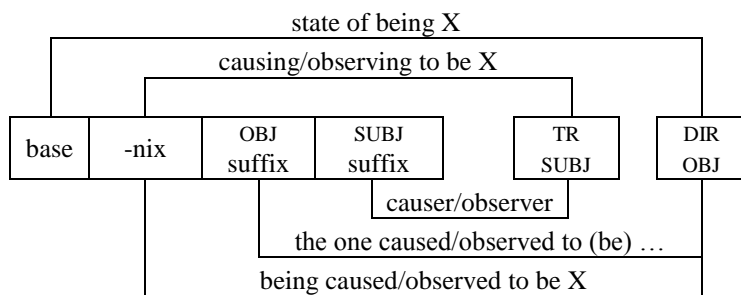 state of being X
causing/observing to be X
base -nix OBJ suffix SUBJ suffix TR SUBJ DIR OBJ
causer/observer
the one caused/observed to (be) …
being caused/observed to be X